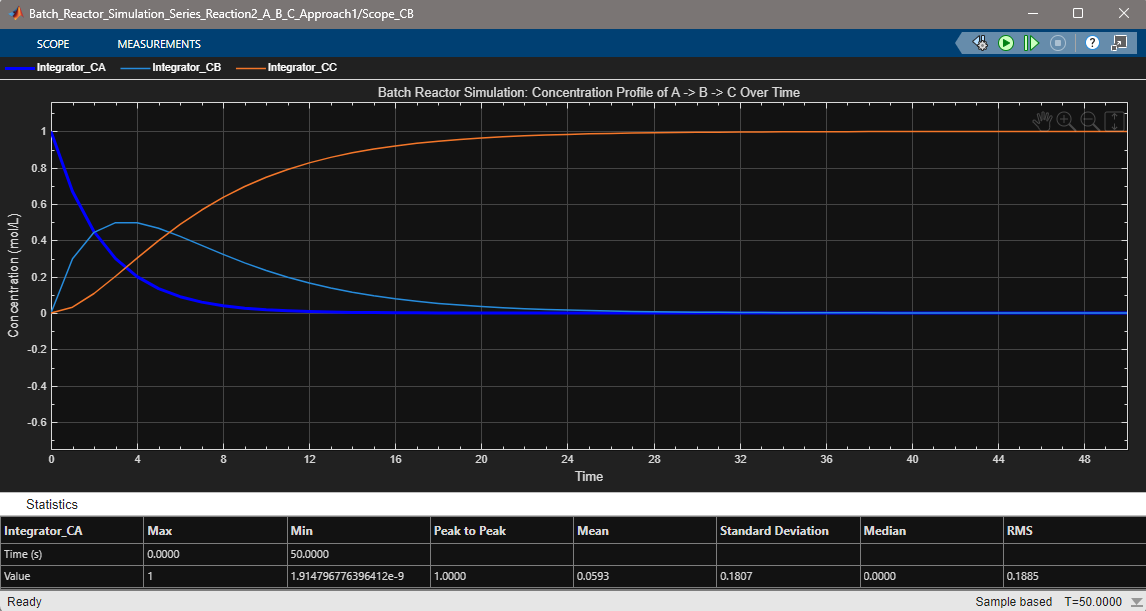 Batch_Reactor_Simulation_Series_Reaction2_A_B_C_Approach1/Scope_CB
SCOPE MEASUREMENTS
Integrator_CA Integrator_CB Integrator_CC
Batch Reactor Simulation: Concentration Profile of A -> B -> C Over Time
Concentration (mol/L)
1
0.8
0.6
0.4
0.2
0
-0.2
-0.4
-0.6
0 4 8 12 16 20 24 28 32 36 40 44 48
Time
Statistics
Integrator_CA Max Min Peak to Peak Mean Standard Deviation Median RMS
Time (s) 0.0000 50.0000
Value 1 1.914796776396412e-9 1.0000 0.0593 0.1807 0.0000 0.1885
Ready Sample based T=50.0000